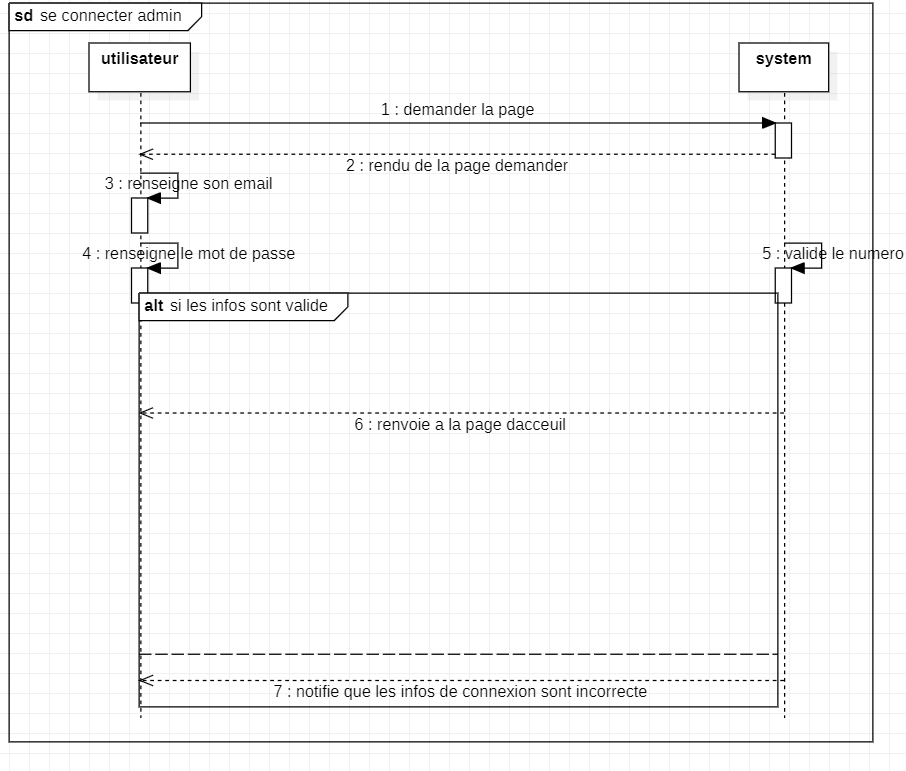 sd se connecter admin
utilisateur
system
1 : demander la page
2 : rendu de la page demander
3 : renseigne son email
4 : renseigne le mot de passe
5 : valide le numero
alt si les infos sont valide
6 : renvoie a la page dacceuil
7 : notifie que les infos de connexion sont incorrecte